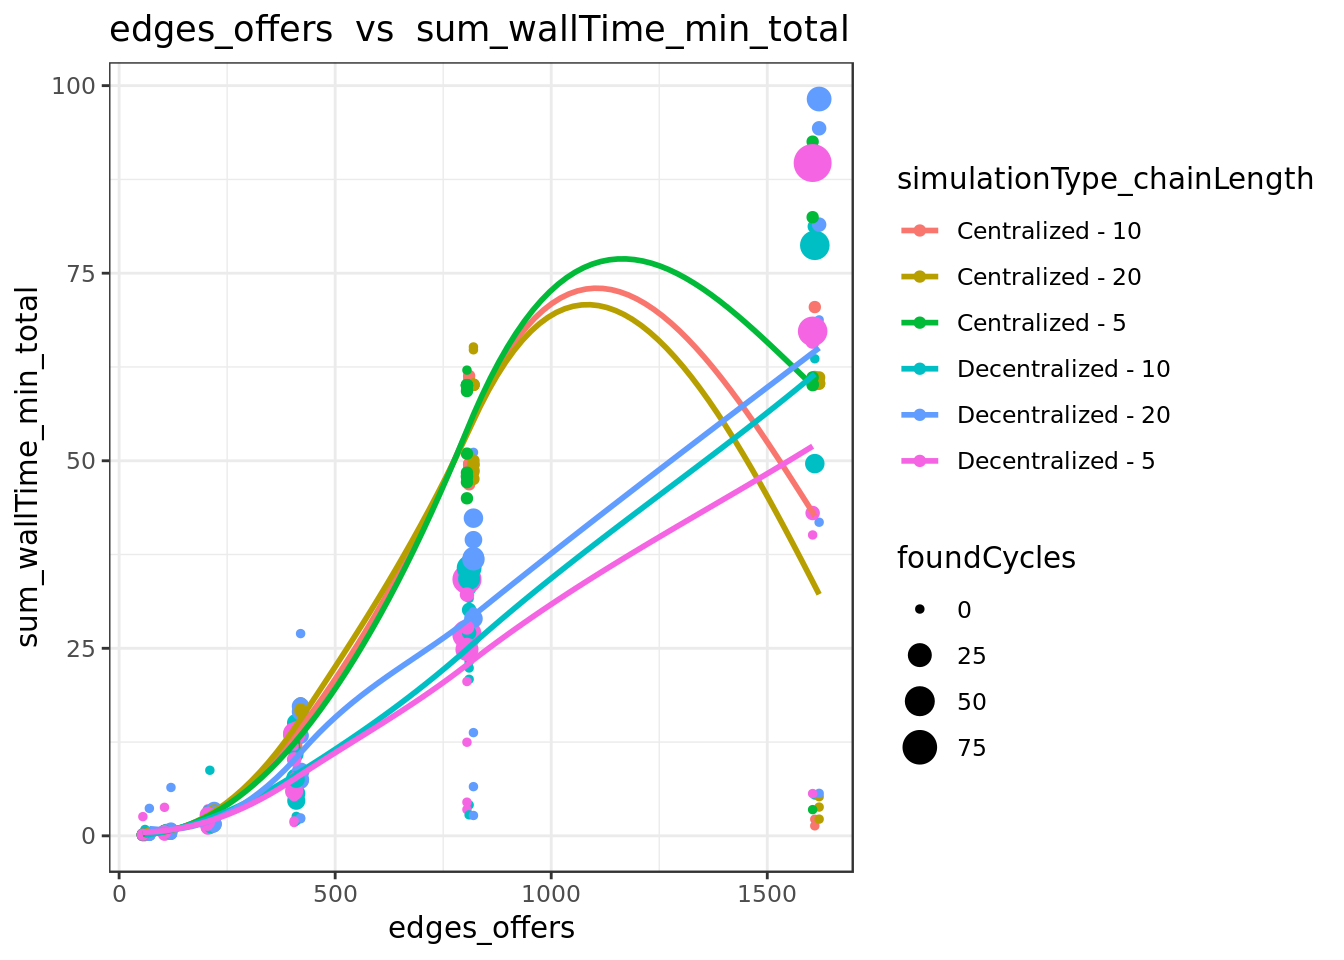 edges_offers vs sum_wallTime_min_total
100
75
50
25
0
sum_wallTime_min_total
0
500
1000
1500
edges_offers
simulationType_chainLength
Centralized - 10
Centralized - 20
Centralized - 5
Decentralized - 10
Decentralized - 20
Decentralized - 5
foundCycles
0
25
50
75